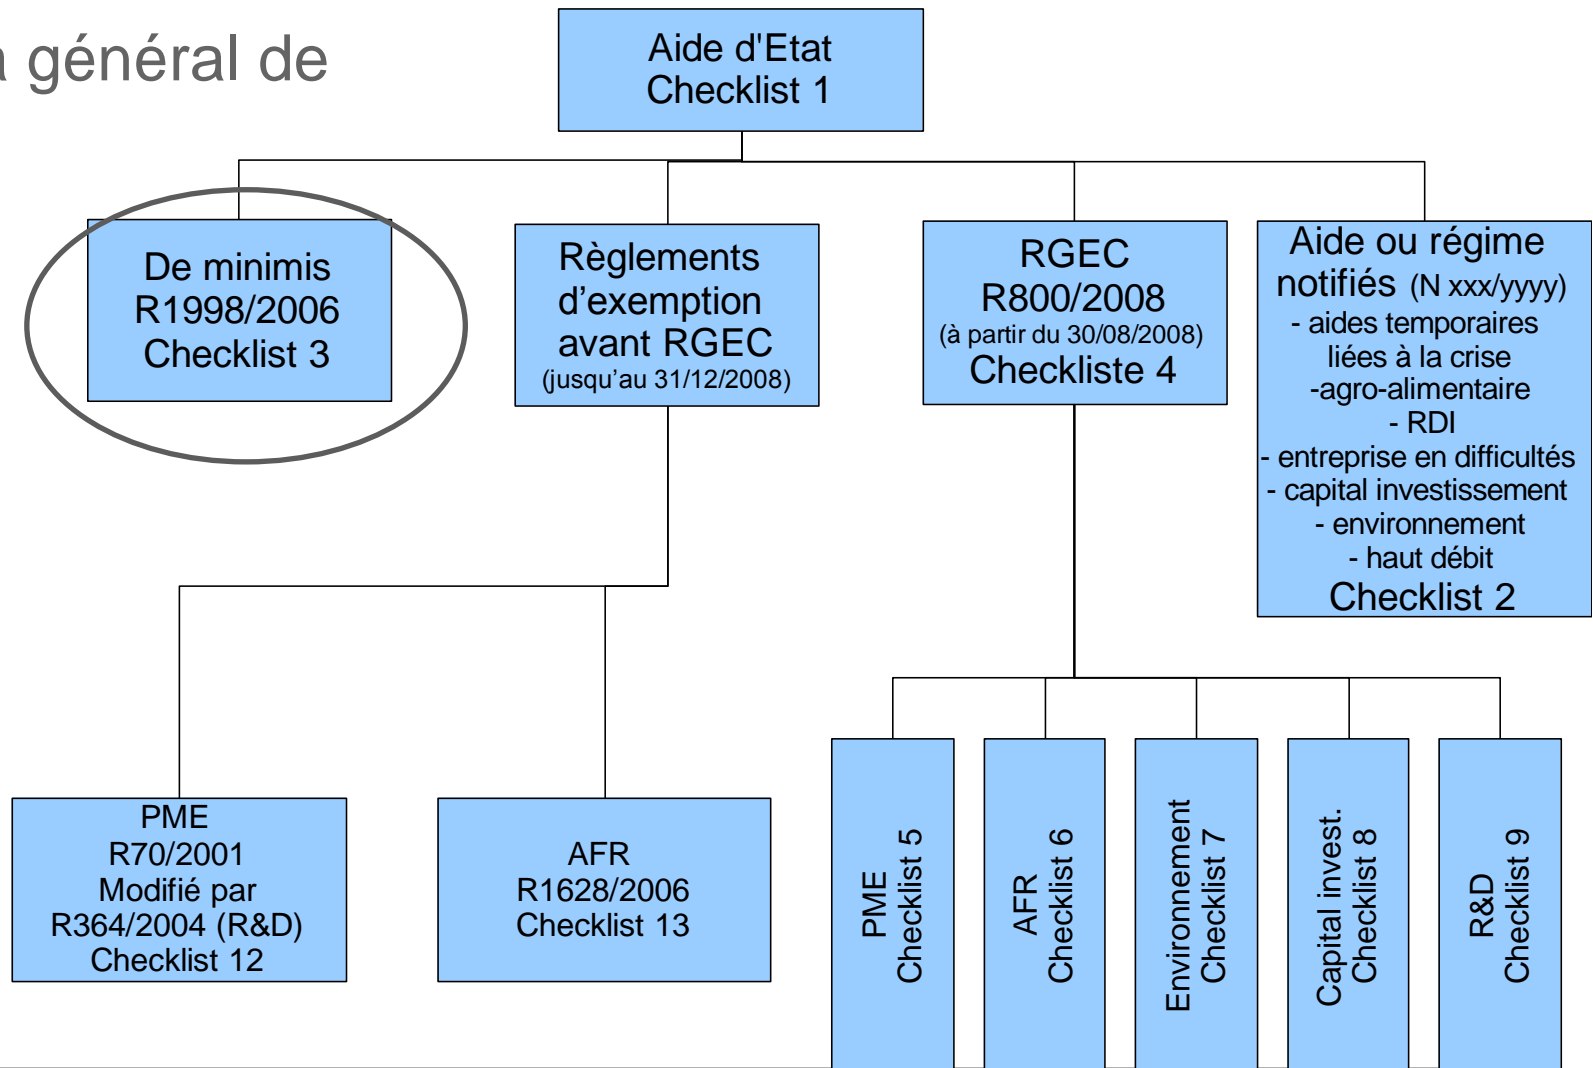 a général de
Aide d'Etat
Checklist 1
De minimis
R1998/2006
Checklist 3
Règlements
d’exemption
avant RGEC
(jusqu’au 31/12/2008)
RGEC
R800/2008
(à partir du 30/08/2008)
Checkliste 4
Aide ou régime
notifiés (N xxx/yyyy)
- aides temporaires
liées à la crise
-agro-alimentaire
- RDI
- entreprise en difficultés
- capital investissement
- environnement
- haut débit
Checklist 2
PME
R70/2001
Modifié par
R364/2004 (R&D)
Checklist 12
AFR
R1628/2006
Checklist 13
PME
Checklist 5
AFR
Checklist 6
Environnement
Checklist 7
Capital invest.
Checklist 8
R&D
Checklist 9